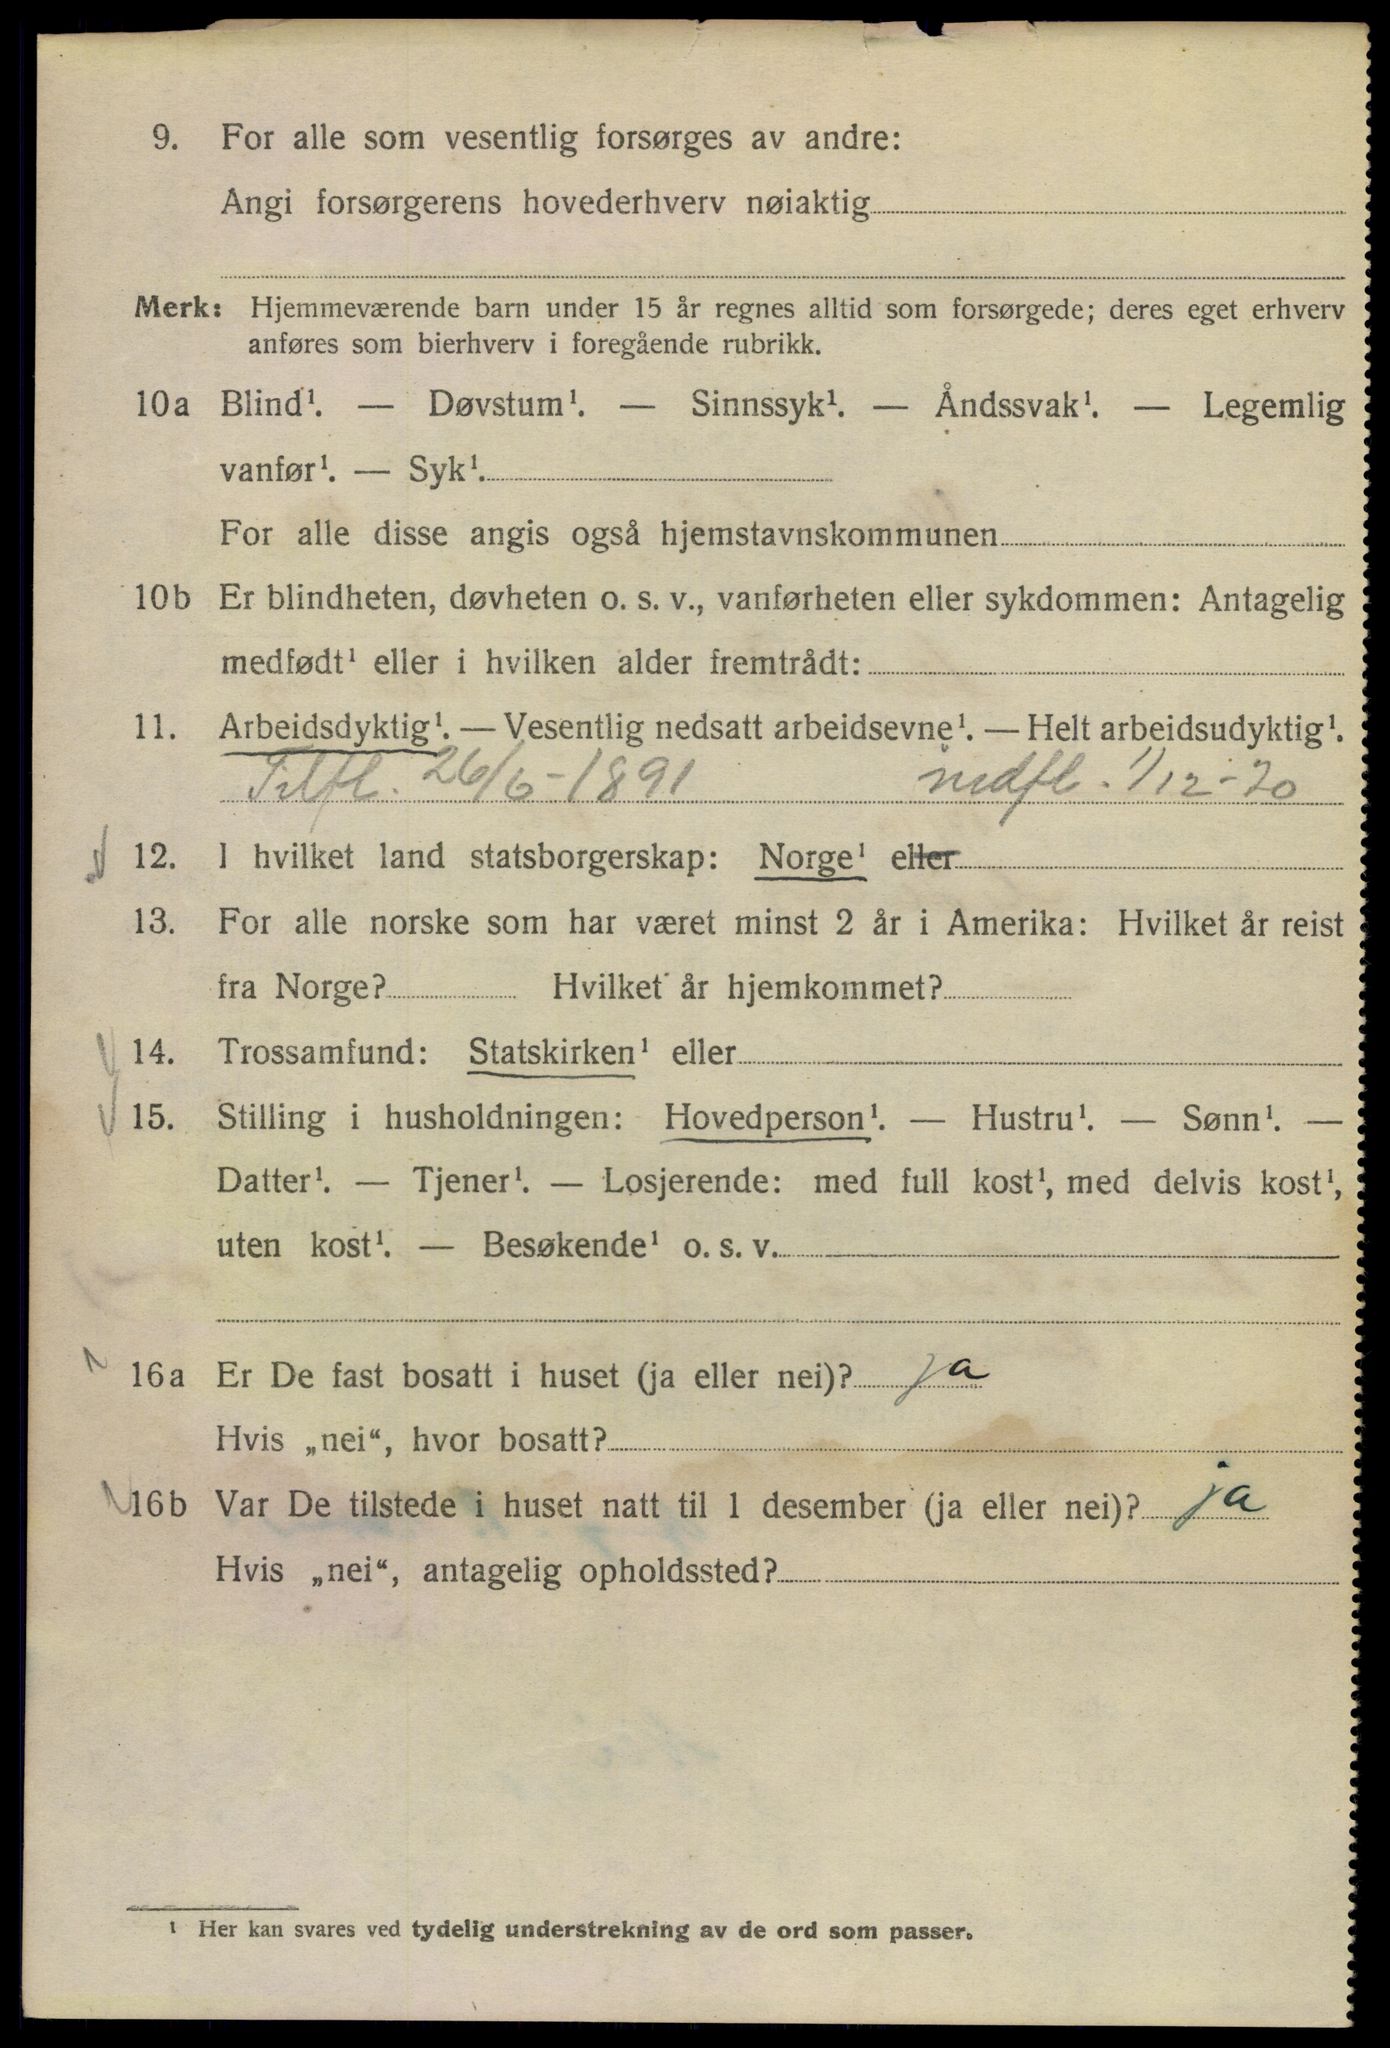 9. For alle som vesentlig forsørges av andre:
Angi forsørgerens hovederhverv nøiaktig
Merk: Hjemmeværende barn under 15 år regnes alltid som forsørgede; deres eget erhverv
anføres som bierhverv i foregående rubrikk.
10a Blind¹. — Døvstum¹. — Sinnssyk¹. — Åndssvak¹. — Legemlig
vanfør¹. — Syk¹.
For alle disse angis også hjemstavnskommunen
10b Er blindheten, døvheten o. s. v., vanførheten eller sykdommen: Antagelig
medfødt¹ eller i hvilken alder fremtrådt:
11. Arbeidsdyktig¹. — Vesentlig nedsatt arbeidsevne¹. — Helt arbeidsudyktig¹.
Tilfl. 26/6-1891 indfl. 1/12-20
12. I hvilket land statsborgerskap: Norge¹ eller
13. For alle norske som har været minst 2 år i Amerika: Hvilket år reist
fra Norge? Hvilket år hjemkommet?
14. Trossamfund: Statskirken¹ eller
15. Stilling i husholdningen: Hovedperson¹. — Hustru¹. — Sønn¹. —
Datter¹. — Tjener¹. — Losjerende: med full kost¹, med delvis kost¹,
uten kost¹. — Besøkende¹ o. s. v.
16a Er De fast bosatt i huset (ja eller nei)? ja
Hvis „nei“, hvor bosatt?
16b Var De tilstede i huset natt til 1 desember (ja eller nei)? ja
Hvis „nei“, antagelig opholdssted?
¹ Her kan svares ved tydelig understrekning av de ord som passer.